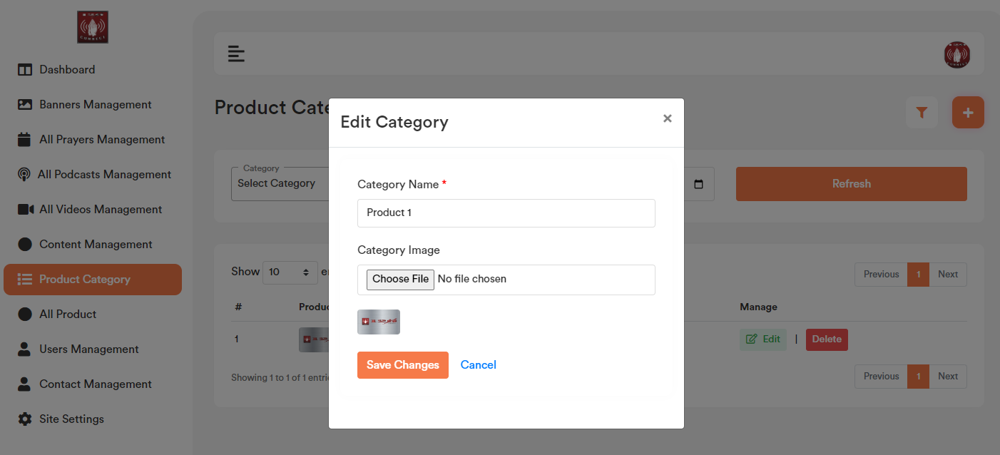 CONNECT
Dashboard
Banners Management
All Prayers Management
All Podcasts Management
All Videos Management
Content Management
Product Category
All Product
Users Management
Contact Management
Site Settings
Product Cate
Category
Select Category
Refresh
Show 10 e
Previous 1 Next
# Produc Manage
1 Edit | Delete
Showing 1 to 1 of 1 entri
Previous 1 Next
Edit Category ×
Category Name *
Product 1
Category Image
Choose File No file chosen
Save Changes Cancel